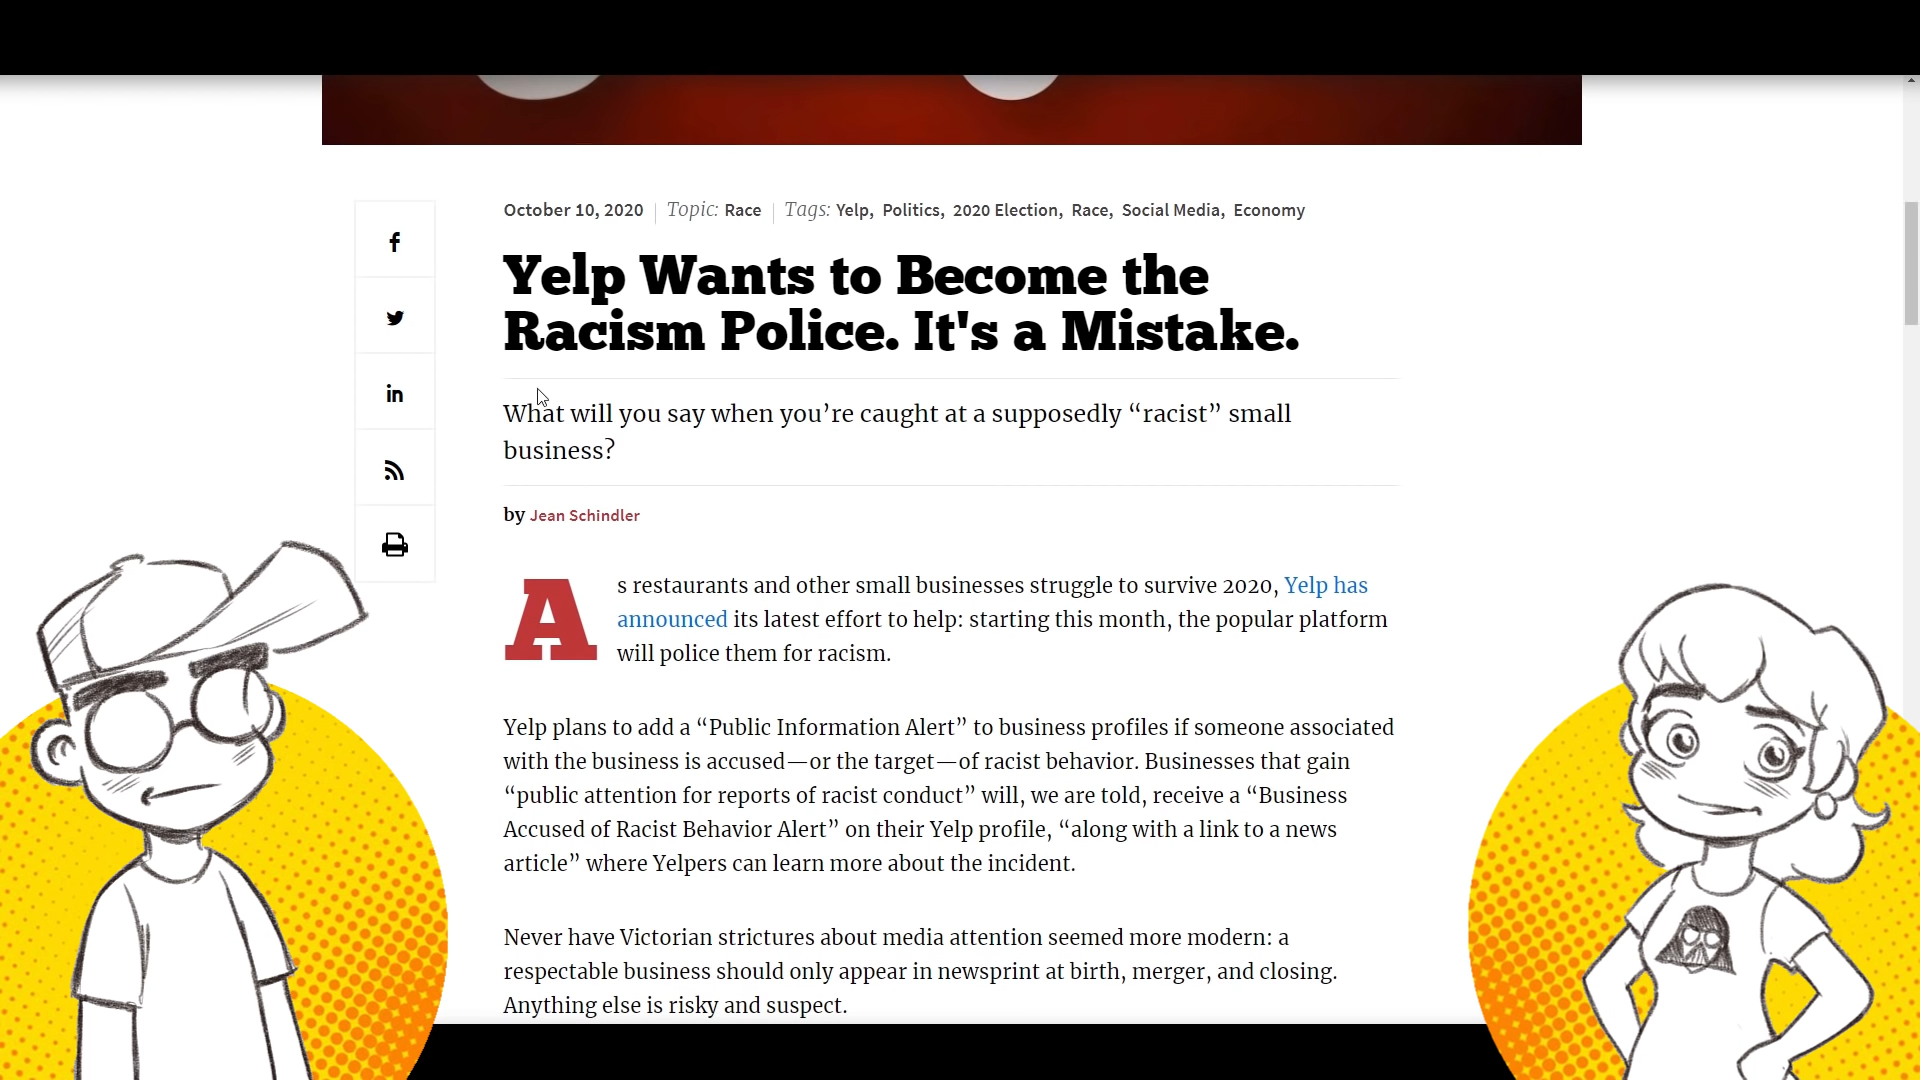 October 10, 2020 Topic: Race Tags: Yelp, Politics, 2020 Election, Race, Social Media, Economy
Yelp Wants to Become the
Racism Police. It's a Mistake.
What will you say when you’re caught at a supposedly “racist” small
business?
by Jean Schindler
As restaurants and other small businesses struggle to survive 2020, Yelp has
announced its latest effort to help: starting this month, the popular platform
will police them for racism.
Yelp plans to add a “Public Information Alert” to business profiles if someone associated
with the business is accused—or the target—of racist behavior. Businesses that gain
“public attention for reports of racist conduct” will, we are told, receive a “Business
Accused of Racist Behavior Alert” on their Yelp profile, “along with a link to a news
article” where Yelpers can learn more about the incident.
Never have Victorian strictures about media attention seemed more modern: a
respectable business should only appear in newsprint at birth, merger, and closing.
Anything else is risky and suspect.